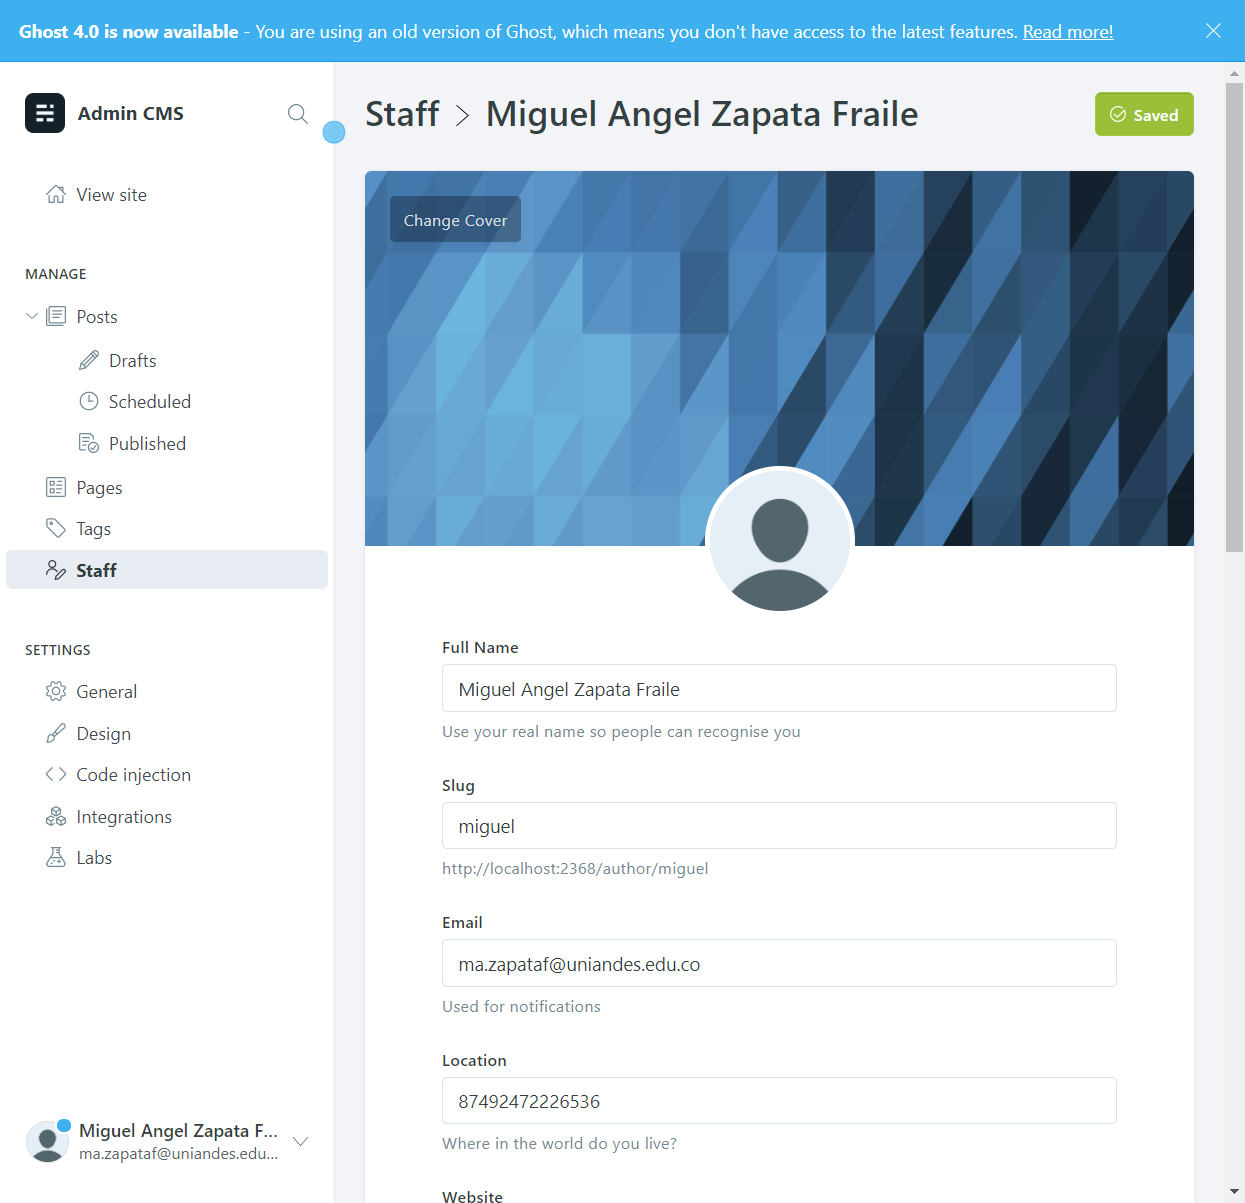 Ghost 4.0 is now available - You are using an old version of Ghost, which means you don't have access to the latest features. Read more!
Admin CMS
View site
MANAGE
Posts
Drafts
Scheduled
Published
Pages
Tags
Staff
SETTINGS
General
Design
Code injection
Integrations
Labs
Miguel Angel Zapata F...
ma.zapataf@uniandes.edu...
Staff > Miguel Angel Zapata Fraile
Saved
Change Cover
Full Name
Miguel Angel Zapata Fraile
Use your real name so people can recognise you
Slug
miguel
http://localhost:2368/author/miguel
Email
ma.zapataf@uniandes.edu.co
Used for notifications
Location
87492472226536
Where in the world do you live?
Website